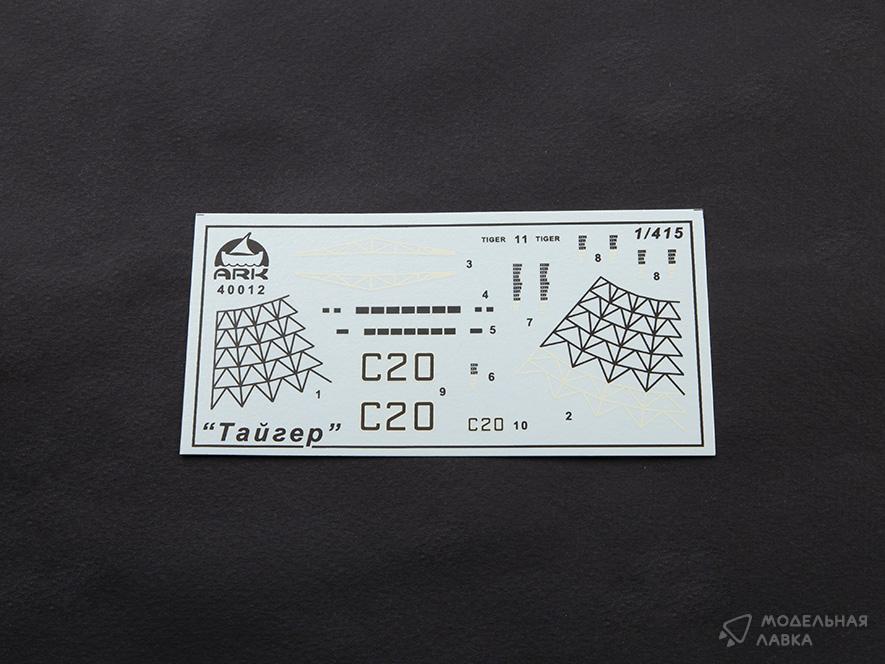 TIGER 11 TIGER
1/415
8
8
3
ARK
40012
4
7
5
C20
6
1
9
C20
C20 10
2
“Тайгер”
МОДЕЛЬНАЯ
ЛАВКА